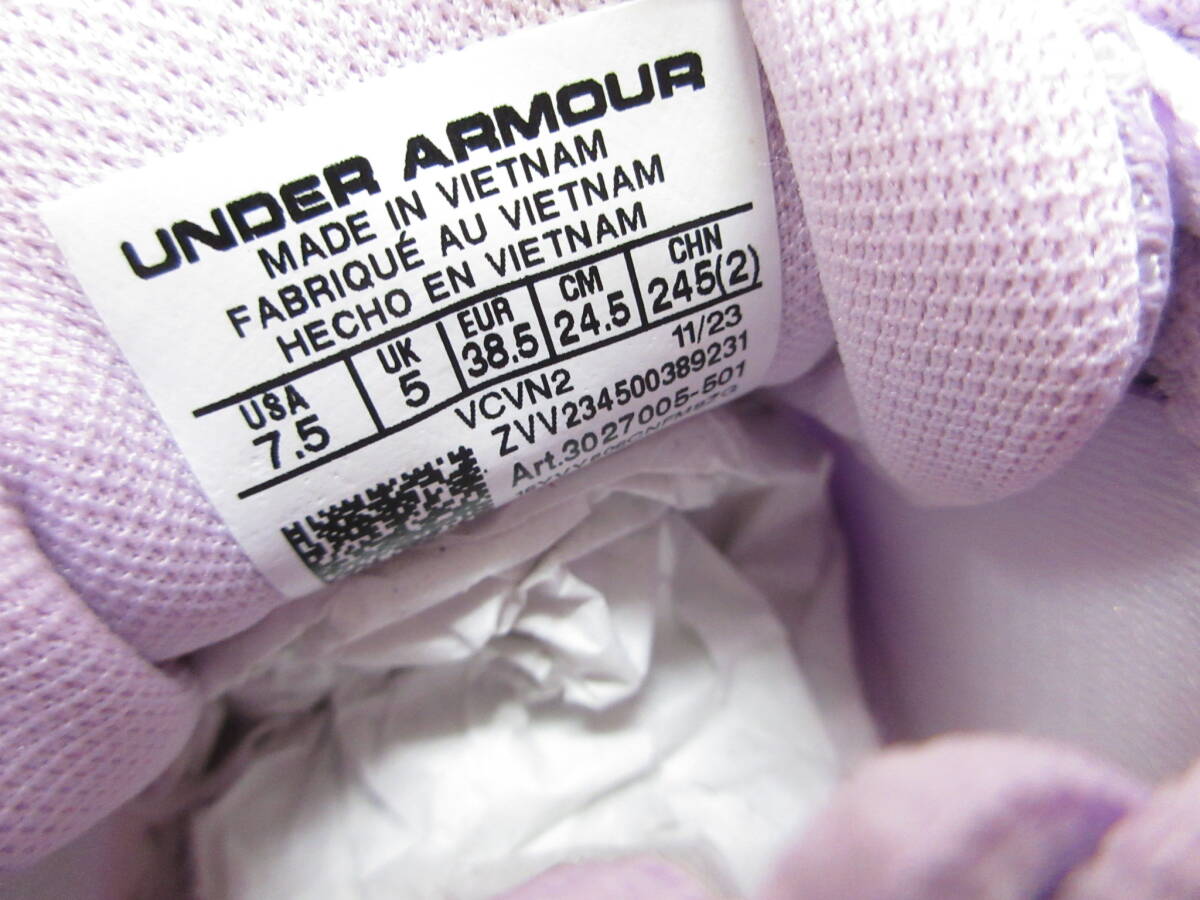 UNDER ARMOUR
MADE IN VIETNAM
FABRIQUÉ AU VIETNAM
HECHO EN VIETNAM
USA UK EUR CM CHN
7.5 5 38.5 24.5 245(2)
VCVN2 11/23
ZVV234500389231
Art.3027005-501